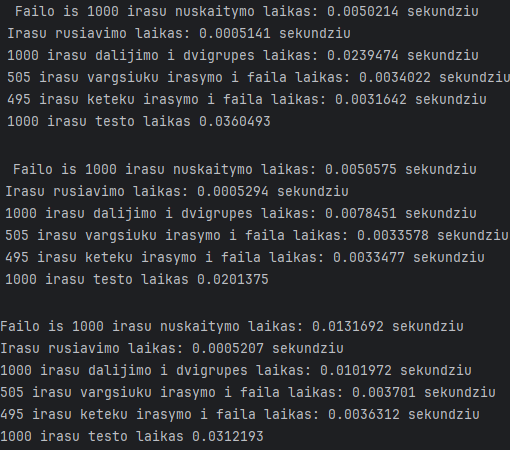 Failo is 1000 irasu nuskaitymo laikas: 0.0050214 sekundziu
Irasu rusiavimo laikas: 0.0005141 sekundziu
1000 irasu dalijimo i dvigrupes laikas: 0.0239474 sekundziu
505 irasu vargsiuku irasymo i faila laikas: 0.0034022 sekundziu
495 irasu keteku irasymo i faila laikas: 0.0031642 sekundziu
1000 irasu testo laikas 0.0360493
Failo is 1000 irasu nuskaitymo laikas: 0.0050575 sekundziu
Irasu rusiavimo laikas: 0.0005294 sekundziu
1000 irasu dalijimo i dvigrupes laikas: 0.0078451 sekundziu
505 irasu vargsiuku irasymo i faila laikas: 0.0033578 sekundziu
495 irasu keteku irasymo i faila laikas: 0.0033477 sekundziu
1000 irasu testo laikas 0.0201375
Failo is 1000 irasu nuskaitymo laikas: 0.0131692 sekundziu
Irasu rusiavimo laikas: 0.0005207 sekundziu
1000 irasu dalijimo i dvigrupes laikas: 0.0101972 sekundziu
505 irasu vargsiuku irasymo i faila laikas: 0.003701 sekundziu
495 irasu keteku irasymo i faila laikas: 0.0036312 sekundziu
1000 irasu testo laikas 0.0312193